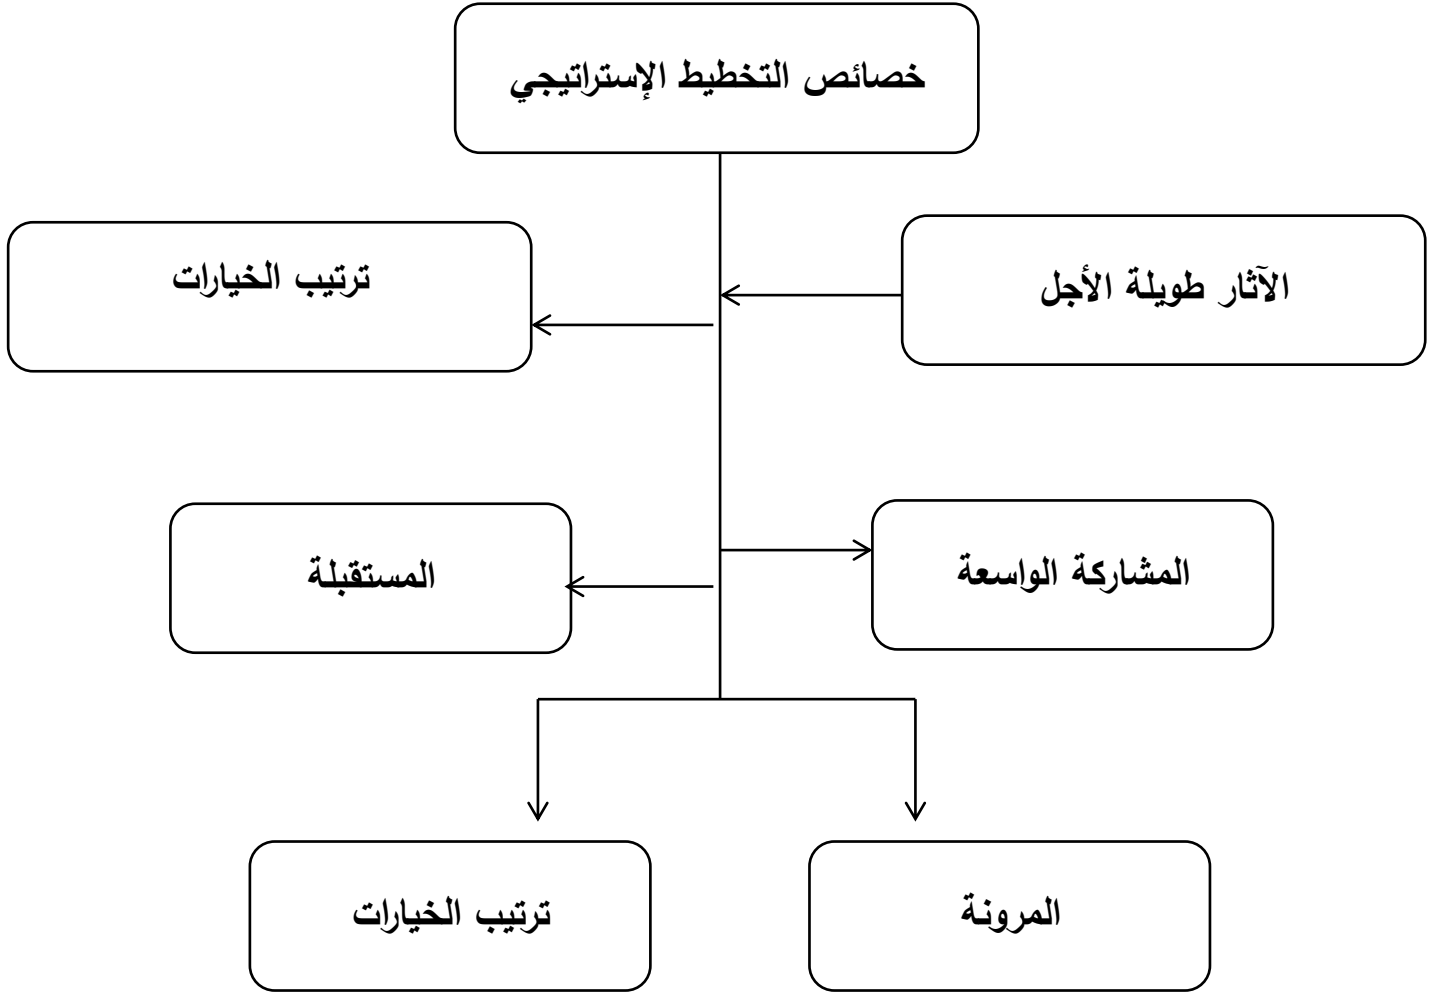 خصائص التخطيط الإستراتيجي
الآثار طويلة الأجل
ترتيب الخيارات
المشاركة الواسعة
المستقبلة
المرونة
ترتيب الخيارات